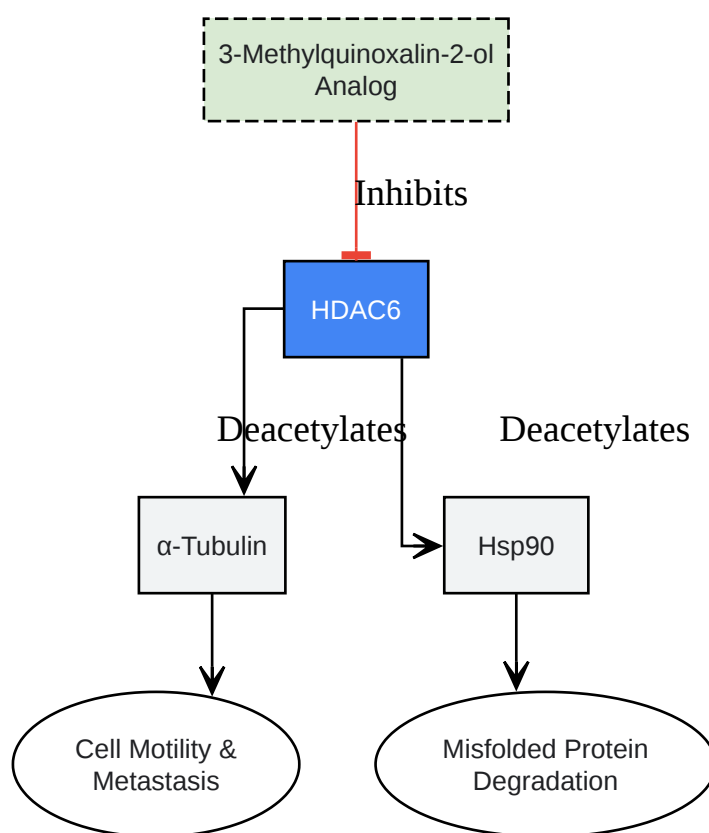 3-Methylquinoxalin-2-ol
Analog
Inhibits
HDAC6
Deacetylates
Deacetylates
α-Tubulin
Hsp90
Cell Motility &
Metastasis
Misfolded Protein
Degradation